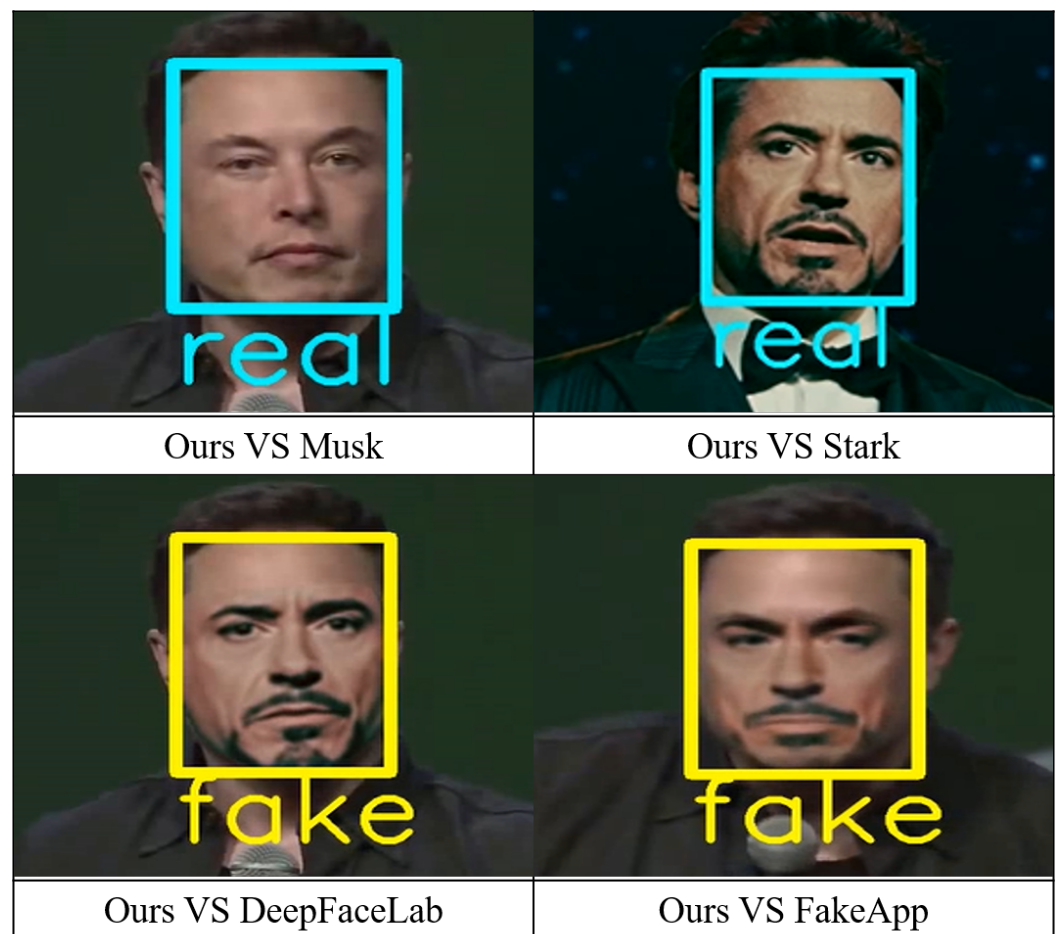 real
real
Ours VS Musk
Ours VS Stark
fake
fake
Ours VS DeepFaceLab
Ours VS FakeApp